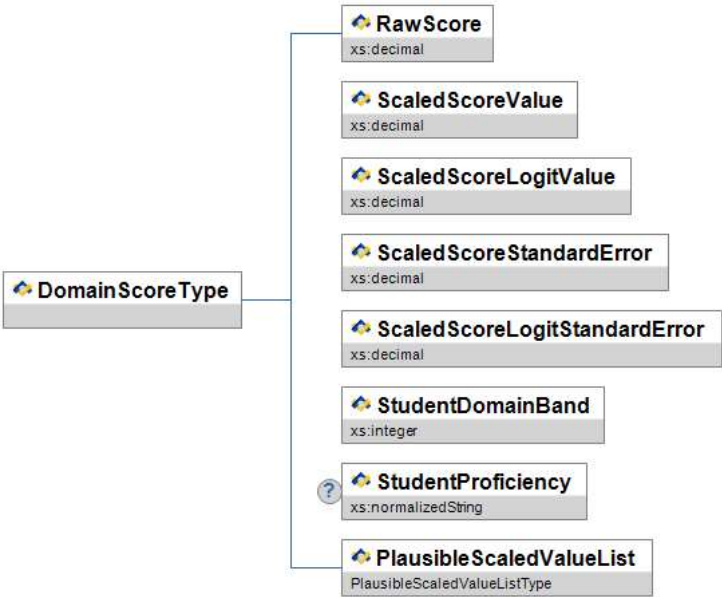 RawScore
xs:decimal
ScaledScoreValue
xs:decimal
ScaledScoreLogitValue
xs:decimal
ScaledScoreStandardError
xs:decimal
DomainScoreType
ScaledScoreLogitStandardError
xs:decimal
StudentDomainBand
xs:integer
?
StudentProficiency
xs:normalizedString
PlausibleScaledValueList
PlausibleScaledValueListType